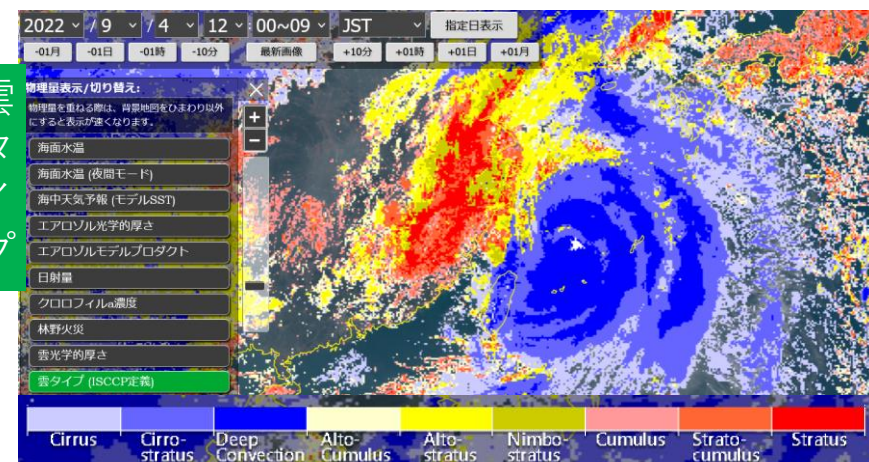 2022 / 9 / 4 12 : 00~09 JST 指定日表示
-01月 -01日 -01時 -10分 最新画像 +10分 +01時 +01日 +01月
物理量表示/切り替え:
物理量を重ねる際は、背景地図をひまわり以外
にすると表示が速くなります。
海面水温
海面水温 (夜間モード)
海中天気予報 (モデルSST)
エアロゾル光学的厚さ
エアロゾルモデルプロダクト
日射量
クロロフィルa濃度
林野火災
雲光学的厚さ
雲タイプ (ISCCP定義)
+
-
Cirrus
Cirro-
stratus
Deep
Convection
Alto-
Cumulus
Alto-
stratus
Nimbo-
stratus
Cumulus
Strato-
cumulus
Stratus